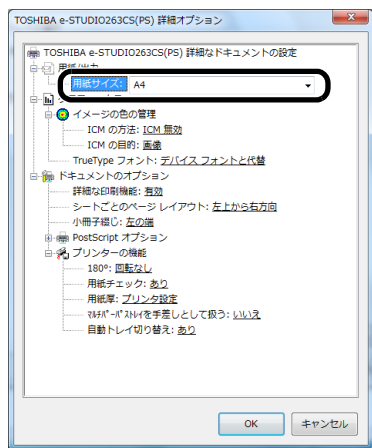 TOSHIBA e-STUDIO263CS(PS) 詳細オプション
TOSHIBA e-STUDIO263CS(PS) 詳細なドキュメントの設定
用紙サイズ: A4
イメージの色の管理
ICM の方法: ICM 無効
ICM の目的: 画像
TrueType フォント: デバイス フォントと代替
ドキュメントのオプション
詳細な印刷機能: 有効
シートごとのページ レイアウト: 左上から右方向
小冊子綴じ: 左の端
PostScript オプション
プリンターの機能
180°: 回転なし
用紙チェック: あり
用紙厚: プリンタ設定
マルチパーパストレイを手差しとして扱う: いいえ
自動トレイ切り替え: あり
OK キャンセル